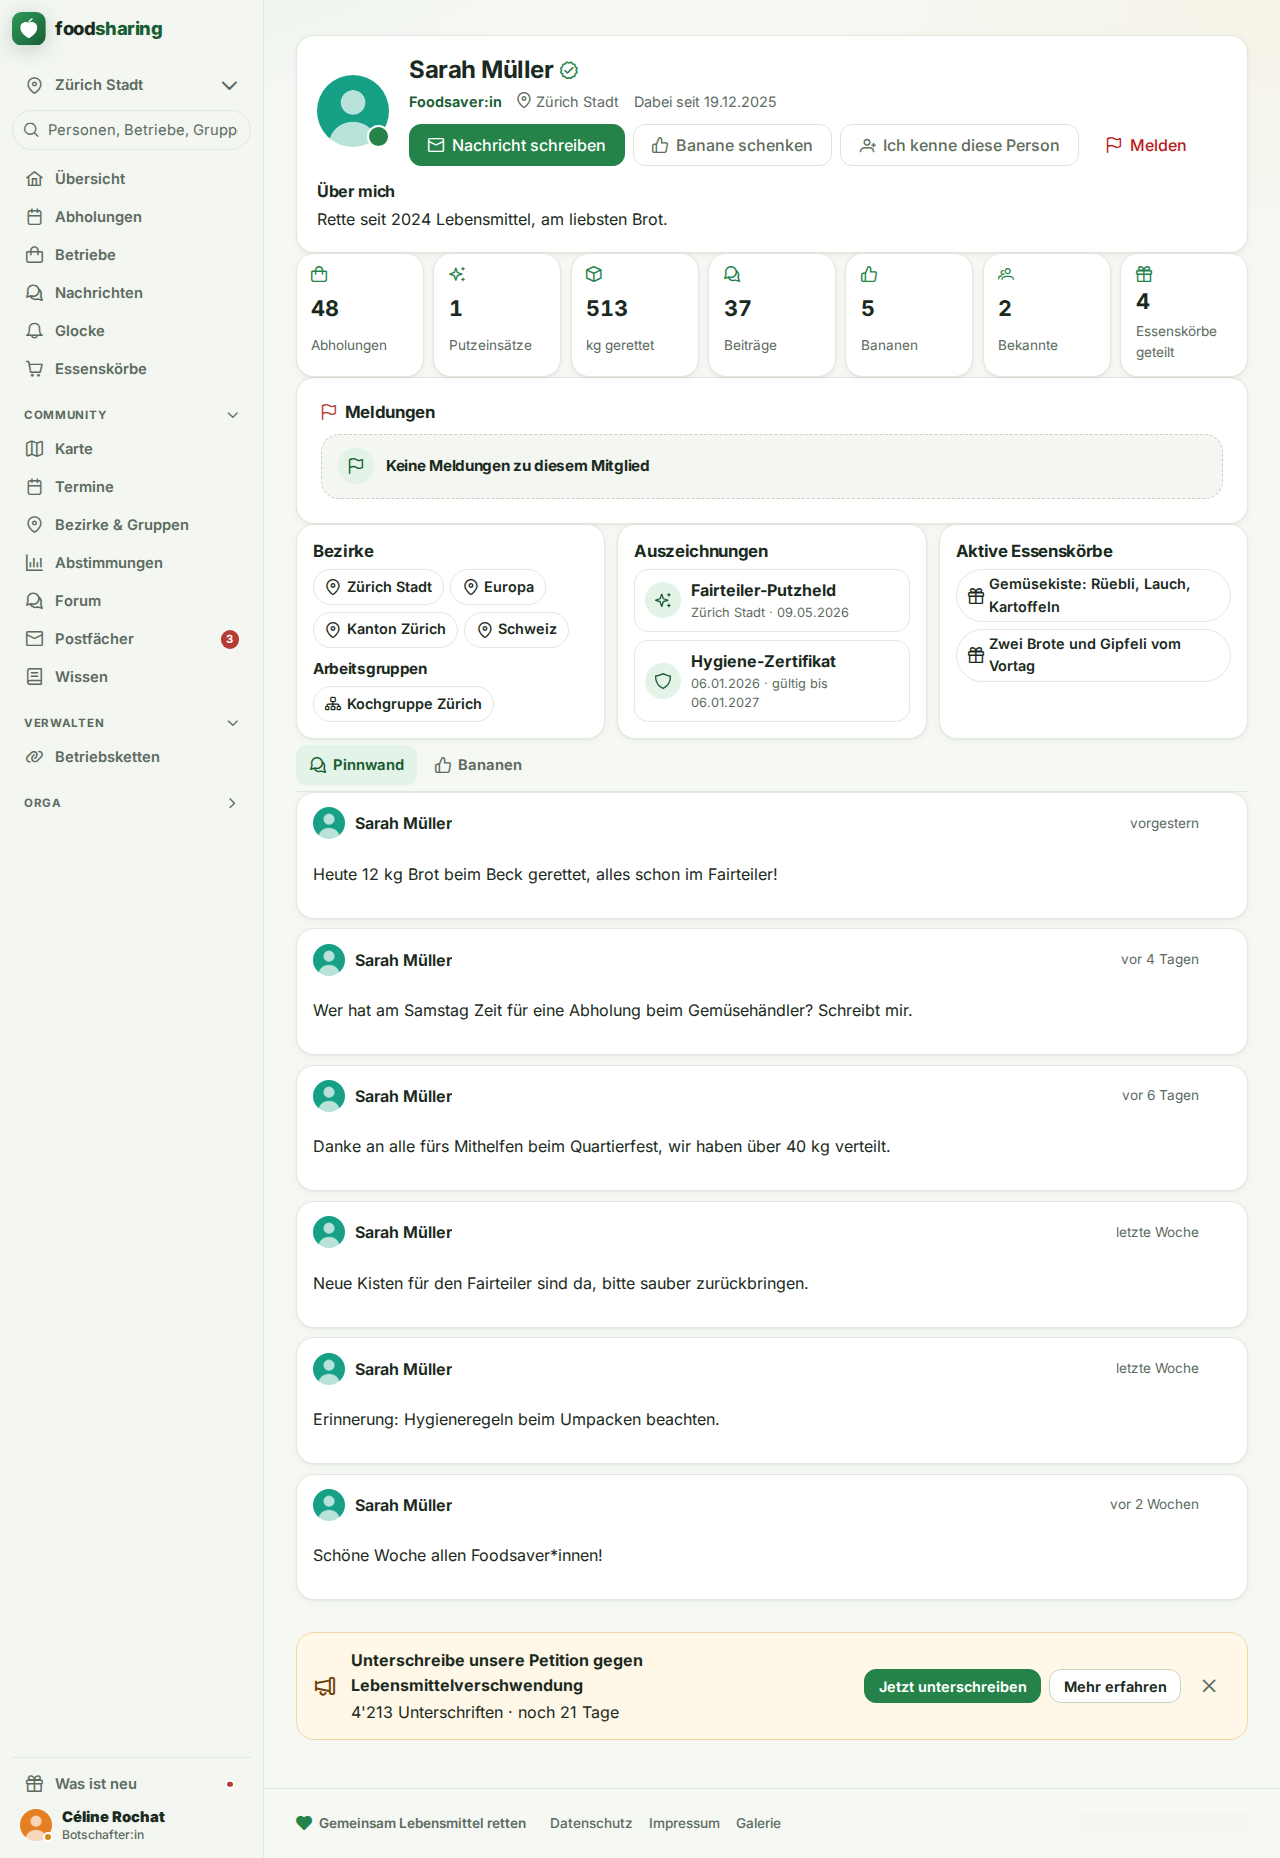 foodsharing
Zürich Stadt
Personen, Betriebe, Grupp
Übersicht
Abholungen
Betriebe
Nachrichten
Glocke
Essenskörbe
COMMUNITY
Karte
Termine
Bezirke & Gruppen
Abstimmungen
Forum
Postfächer 3
Wissen
VERWALTEN
Betriebsketten
ORGA
Was ist neu
Céline Rochat
Botschafter:in
Sarah Müller
Foodsaver:in Zürich Stadt Dabei seit 19.12.2025
Nachricht schreiben Banane schenken Ich kenne diese Person Melden
Über mich
Rette seit 2024 Lebensmittel, am liebsten Brot.
48
Abholungen
1
Putzeinsätze
513
kg gerettet
37
Beiträge
5
Bananen
2
Bekannte
4
Essenskörbe
geteilt
Meldungen
Keine Meldungen zu diesem Mitglied
Bezirke
Zürich Stadt Europa
Kanton Zürich Schweiz
Arbeitsgruppen
Kochgruppe Zürich
Auszeichnungen
Fairteiler-Putzheld
Zürich Stadt · 09.05.2026
Hygiene-Zertifikat
06.01.2026 · gültig bis
06.01.2027
Aktive Essenskörbe
Gemüsekiste: Rüebli, Lauch,
Kartoffeln
Zwei Brote und Gipfeli vom
Vortag
Pinnwand Bananen
Sarah Müller vorgestern
Heute 12 kg Brot beim Beck gerettet, alles schon im Fairteiler!
Sarah Müller vor 4 Tagen
Wer hat am Samstag Zeit für eine Abholung beim Gemüsehändler? Schreibt mir.
Sarah Müller vor 6 Tagen
Danke an alle fürs Mithelfen beim Quartierfest, wir haben über 40 kg verteilt.
Sarah Müller letzte Woche
Neue Kisten für den Fairteiler sind da, bitte sauber zurückbringen.
Sarah Müller letzte Woche
Erinnerung: Hygieneregeln beim Umpacken beachten.
Sarah Müller vor 2 Wochen
Schöne Woche allen Foodsaver*innen!
Unterschreibe unsere Petition gegen
Lebensmittelverschwendung
4'213 Unterschriften · noch 21 Tage
Jetzt unterschreiben Mehr erfahren
Gemeinsam Lebensmittel retten Datenschutz Impressum Galerie